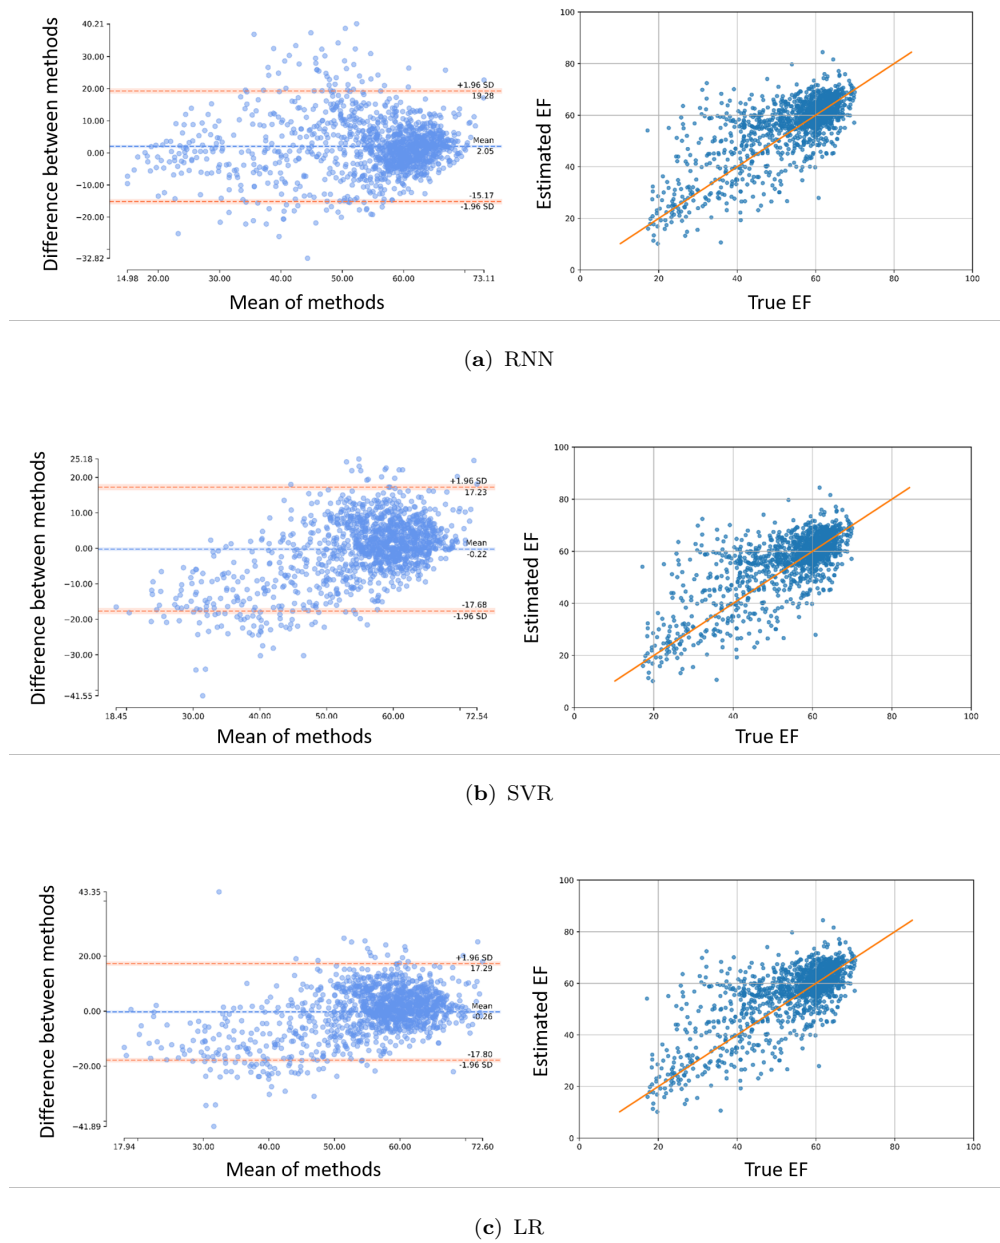 40.21
30.00
20.00
10.00
0.00
−10.00
−20.00
−32.82
Difference between methods
+1.96 SD
19.28
Mean
2.05
-15.17
-1.96 SD
14.98 20.00 30.00 40.00 50.00 60.00 73.11
Mean of methods
100
80
60
40
20
0
Estimated EF
0 20 40 60 80 100
True EF
(a) RNN
25.18
20.00
10.00
0.00
−10.00
−20.00
−30.00
−41.55
Difference between methods
+1.96 SD
17.23
Mean
-0.22
-17.68
-1.96 SD
18.45 30.00 40.00 50.00 60.00 72.54
Mean of methods
100
80
60
40
20
0
Estimated EF
0 20 40 60 80 100
True EF
(b) SVR
43.35
20.00
0.00
−20.00
−41.89
Difference between methods
+1.96 SD
17.29
Mean
-0.26
-17.80
-1.96 SD
17.94 30.00 40.00 50.00 60.00 72.60
Mean of methods
100
80
60
40
20
0
Estimated EF
0 20 40 60 80 100
True EF
(c) LR